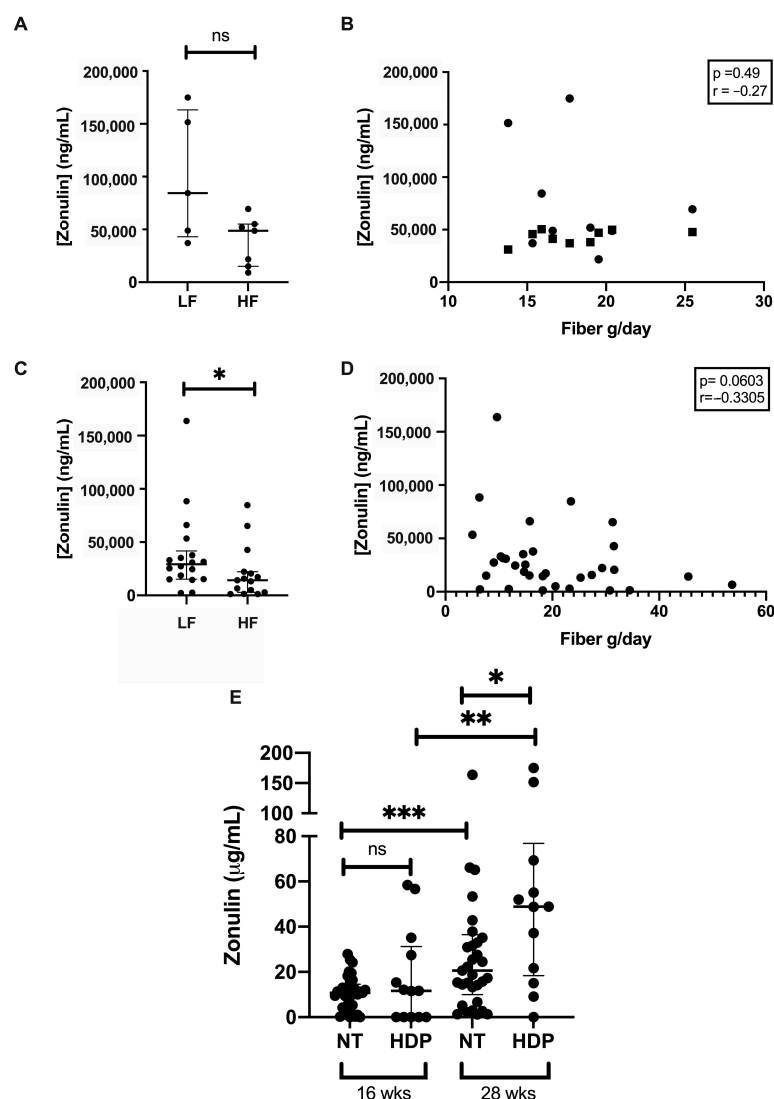 A
ns
[Zonulin] (ng/mL)
200,000
150,000
100,000
50,000
0
LF
HF
B
p =0.49
r = –0.27
[Zonulin] (ng/mL)
200,000
150,000
100,000
50,000
0
10
15
20
25
30
Fiber g/day
C
*
[Zonulin] (ng/mL)
200,000
150,000
100,000
50,000
0
LF
HF
D
p= 0.0603
r=–0.3305
[Zonulin] (ng/mL)
200,000
150,000
100,000
50,000
0
0
20
40
60
Fiber g/day
E
*
**
***
ns
Zonulin (µg/mL)
200
150
100
80
60
40
20
0
NT
HDP
NT
HDP
16 wks
28 wks